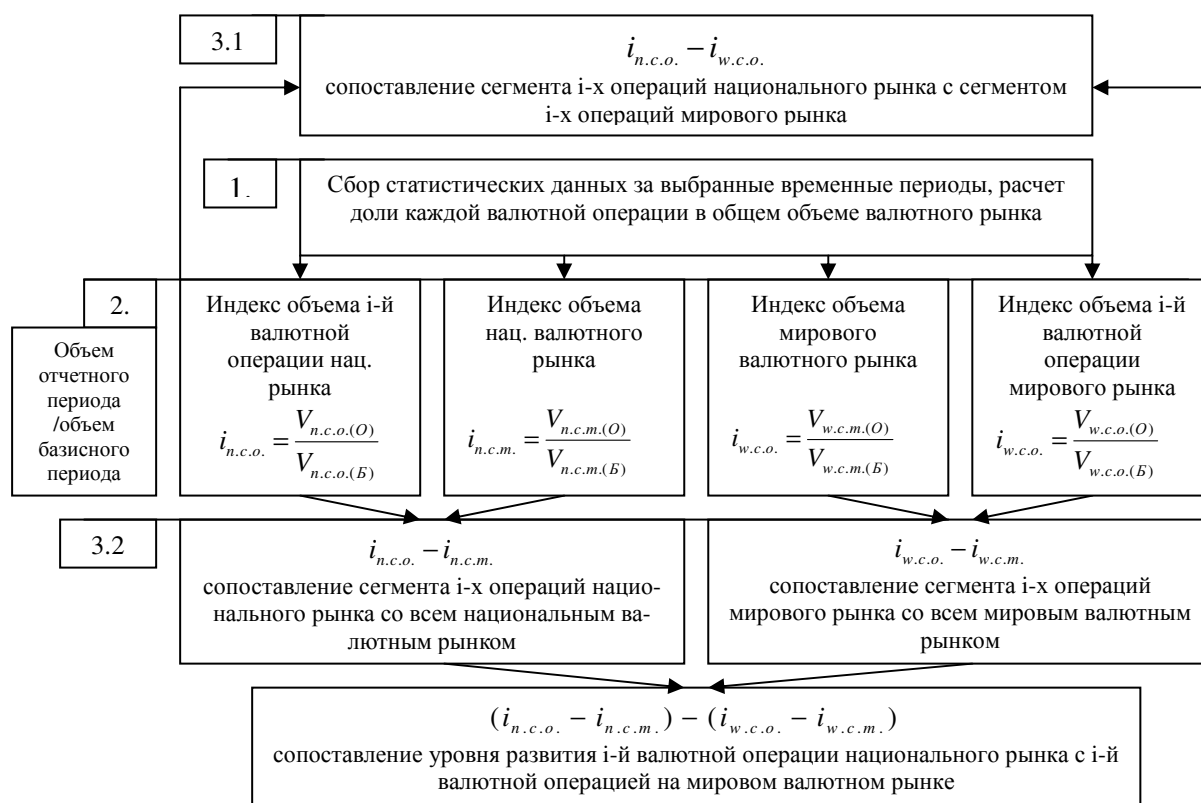 3.1
i_{n.c.o.} − i_{w.c.o.}
сопоставление сегмента i-х операций национального рынка с сегментом
i-х операций мирового рынка
1.
Сбор статистических данных за выбранные временные периоды, расчет
доли каждой валютной операции в общем объеме валютного рынка
2.
Объем
отчетного
периода
/объем
базисного
периода
Индекс объема i-й
валютной
операции нац.
рынка
i_{n.c.o.} = V_{n.c.o.(О)} / V_{n.c.o.(Б)}
Индекс объема
нац. валютного
рынка
i_{n.c.m.} = V_{n.c.m.(О)} / V_{n.c.m.(Б)}
Индекс объема
мирового
валютного рынка
i_{w.c.o.} = V_{w.c.m.(О)} / V_{w.c.m.(Б)}
Индекс объема i-й
валютной
операции
мирового рынка
i_{w.c.o.} = V_{w.c.o.(О)} / V_{w.c.o.(Б)}
3.2
i_{n.c.o.} − i_{n.c.m.}
сопоставление сегмента i-х операций нацио-
нального рынка со всем национальным ва-
лютным рынком
i_{w.c.o.} − i_{w.c.m.}
сопоставление сегмента i-х операций
мирового рынка со всем мировым валютным
рынком
(i_{n.c.o.} − i_{n.c.m.}) − (i_{w.c.o.} − i_{w.c.m.})
сопоставление уровня развития i-й валютной операции национального рынка с i-й
валютной операцией на мировом валютном рынке